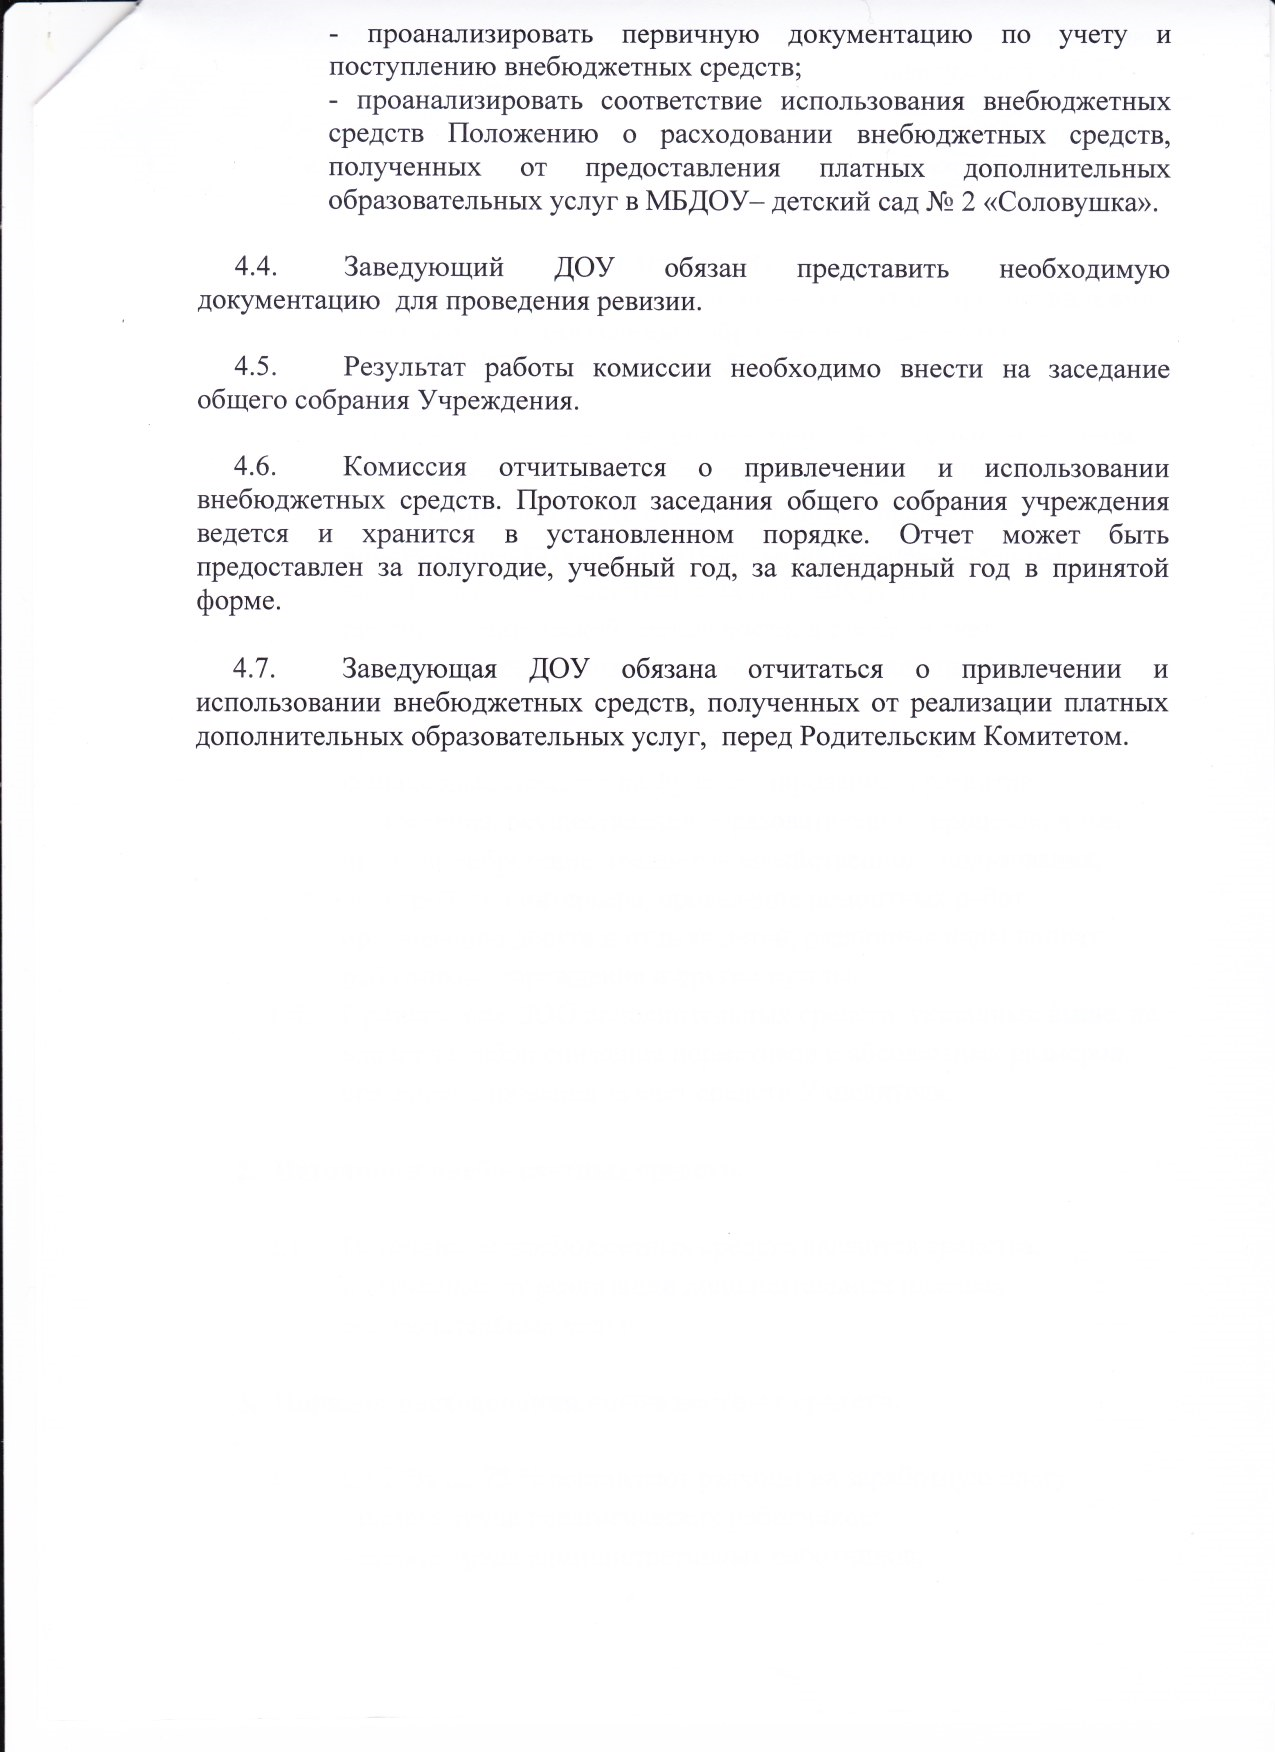 - проанализировать первичную документацию по учету и
поступлению внебюджетных средств;
- проанализировать соответствие использования внебюджетных
средств Положению о расходовании внебюджетных средств,
полученных от предоставления платных дополнительных
образовательных услуг в МБДОУ– детский сад № 2 «Соловушка».
4.4. Заведующий ДОУ обязан представить необходимую
документацию для проведения ревизии.
4.5. Результат работы комиссии необходимо внести на заседание
общего собрания Учреждения.
4.6. Комиссия отчитывается о привлечении и использовании
внебюджетных средств. Протокол заседания общего собрания учреждения
ведется и хранится в установленном порядке. Отчет может быть
предоставлен за полугодие, учебный год, за календарный год в принятой
форме.
4.7. Заведующая ДОУ обязана отчитаться о привлечении и
использовании внебюджетных средств, полученных от реализации платных
дополнительных образовательных услуг, перед Родительским Комитетом.